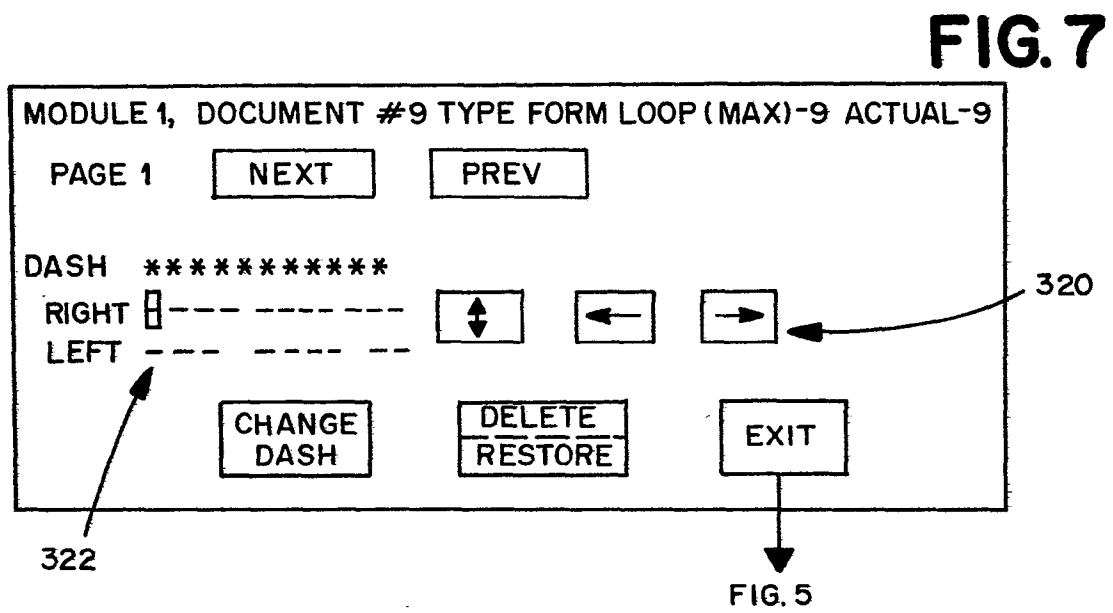 FIG. 7
MODULE 1, DOCUMENT #9 TYPE FORM LOOP (MAX)-9 ACTUAL-9
PAGE 1 NEXT PREV
DASH ***********
RIGHT ---- ---- ---
320
LEFT --- ---- --
CHANGE DASH
DELETE
RESTORE
EXIT
322
FIG. 5